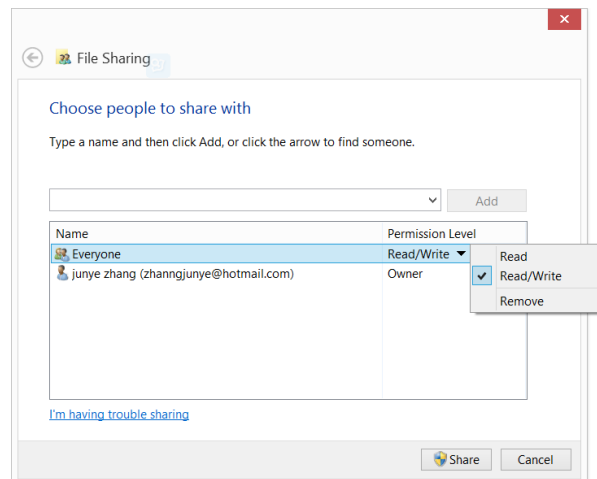 File Sharing
Choose people to share with
Type a name and then click Add, or click the arrow to find someone.
Add
Name Permission Level
Everyone Read/Write
junye zhang (zhanngjunye@hotmail.com) Owner
Read
Read/Write
Remove
I'm having trouble sharing
Share Cancel